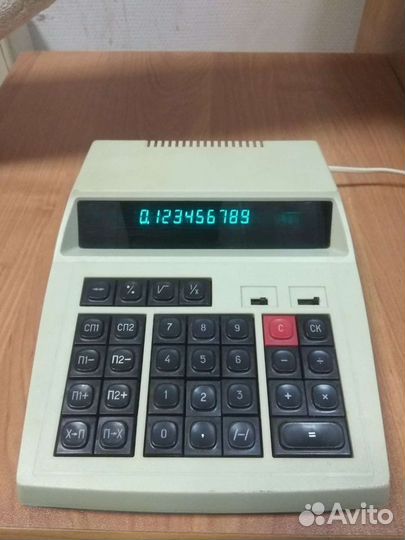 0.123456789
% √ 1/x
СП1 СП2 7 8 9 C СК
П1− П2− 4 5 6 − ÷
П1+ П2+ 1 2 3 + ×
X→П П→X 0 , /−/ =
Avito